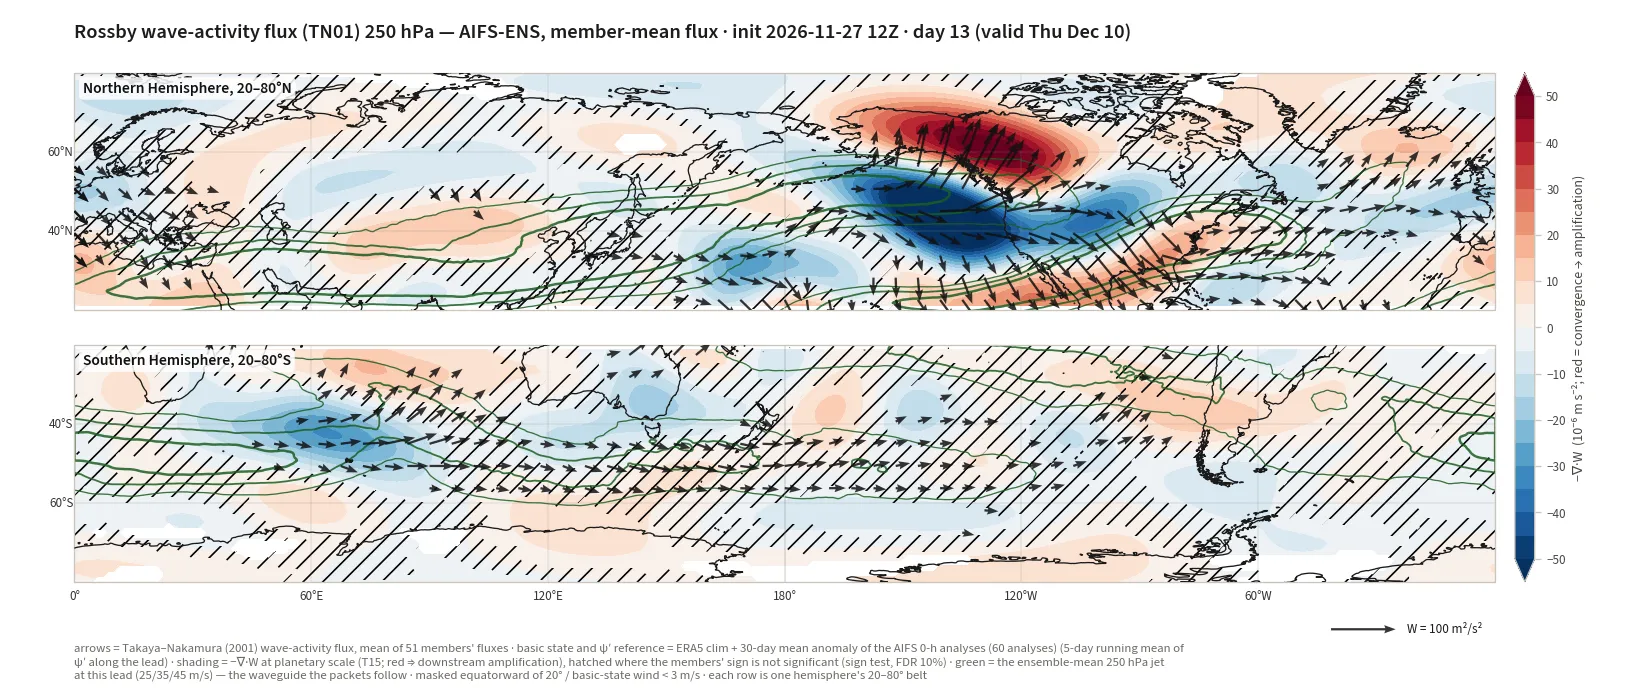 Rossby wave-activity flux (TN01) 250 hPa — AIFS-ENS, member-mean flux · init 2026-11-27 12Z · day 13 (valid Thu Dec 10)
Northern Hemisphere, 20–80°N
60°N
40°N
Southern Hemisphere, 20–80°S
40°S
60°S
0°
60°E
120°E
180°
120°W
60°W
50
40
30
20
10
0
−10
−20
−30
−40
−50
−∇·W (10⁻⁶ m s⁻²; red = convergence → amplification)
W = 100 m²/s²
arrows = Takaya–Nakamura (2001) wave-activity flux, mean of 51 members' fluxes · basic state and ψ′ reference = ERA5 clim + 30-day mean anomaly of the AIFS 0-h analyses (60 analyses) (5-day running mean of
ψ′ along the lead) · shading = −∇·W at planetary scale (T15; red ⇒ downstream amplification), hatched where the members' sign is not significant (sign test, FDR 10%) · green = the ensemble-mean 250 hPa jet
at this lead (25/35/45 m/s) — the waveguide the packets follow · masked equatorward of 20° / basic-state wind < 3 m/s · each row is one hemisphere's 20–80° belt